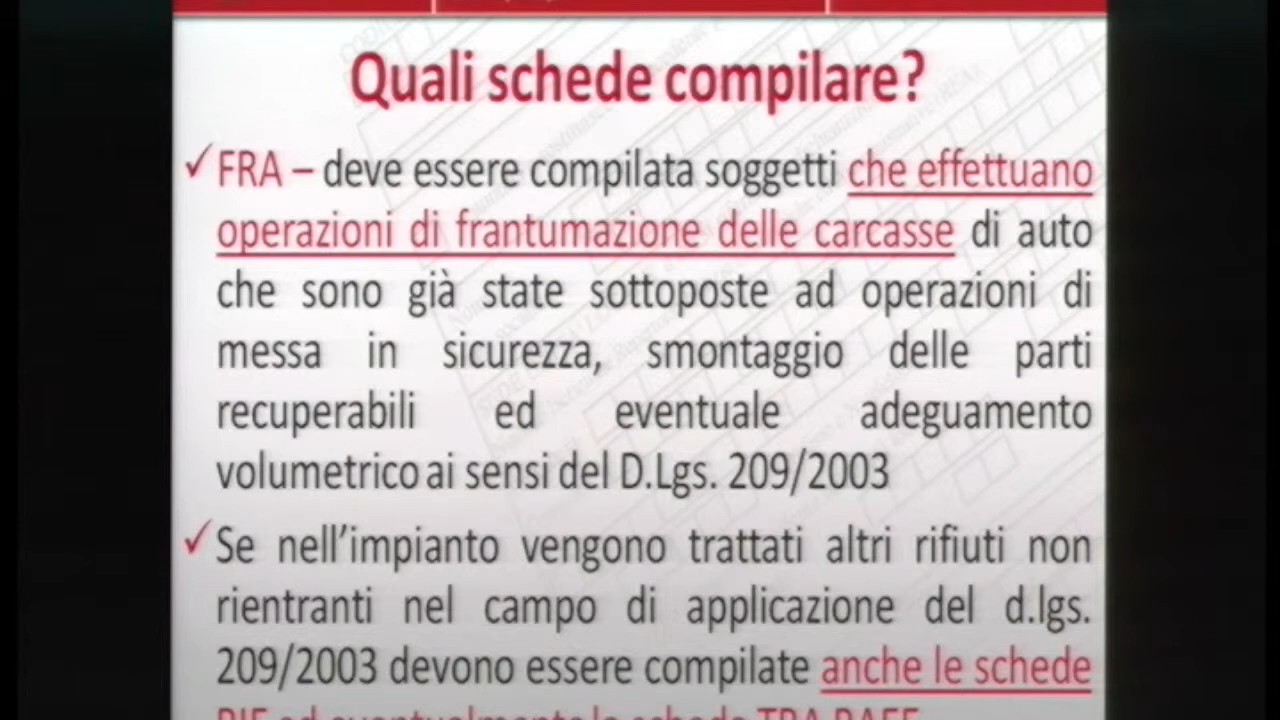 Quali schede compilare?
✓ FRA – deve essere compilata soggetti che effettuano
operazioni di frantumazione delle carcasse di auto
che sono già state sottoposte ad operazioni di
messa in sicurezza, smontaggio delle parti
recuperabili ed eventuale adeguamento
volumetrico ai sensi del D.Lgs. 209/2003
✓ Se nell'impianto vengono trattati altri rifiuti non
rientranti nel campo di applicazione del d.lgs.
209/2003 devono essere compilate anche le schede